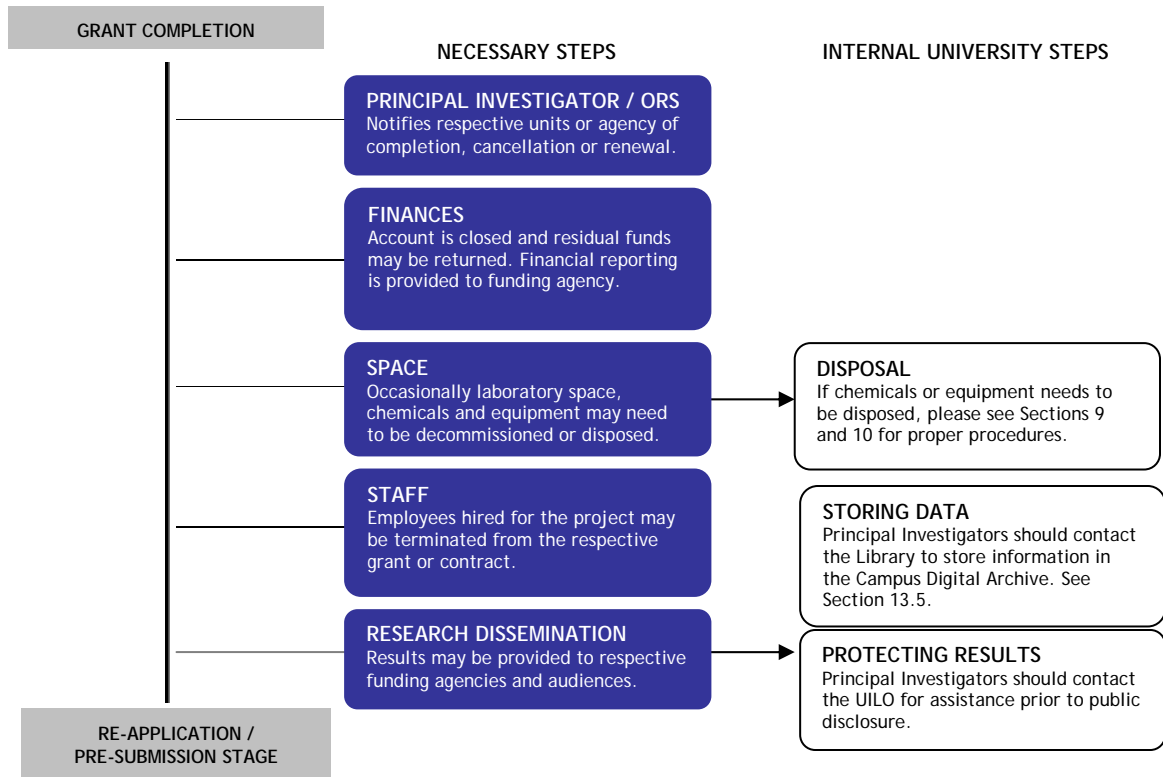 GRANT COMPLETION
NECESSARY STEPS
INTERNAL UNIVERSITY STEPS
PRINCIPAL INVESTIGATOR / ORS
Notifies respective units or agency of
completion, cancellation or renewal.
FINANCES
Account is closed and residual funds
may be returned. Financial reporting
is provided to funding agency.
SPACE
Occasionally laboratory space,
chemicals and equipment may need
to be decommissioned or disposed.
DISPOSAL
If chemicals or equipment needs to
be disposed, please see Sections 9
and 10 for proper procedures.
STAFF
Employees hired for the project may
be terminated from the respective
grant or contract.
STORING DATA
Principal Investigators should contact
the Library to store information in
the Campus Digital Archive. See
Section 13.5.
RESEARCH DISSEMINATION
Results may be provided to respective
funding agencies and audiences.
PROTECTING RESULTS
Principal Investigators should contact
the UILO for assistance prior to public
disclosure.
RE-APPLICATION /
PRE-SUBMISSION STAGE